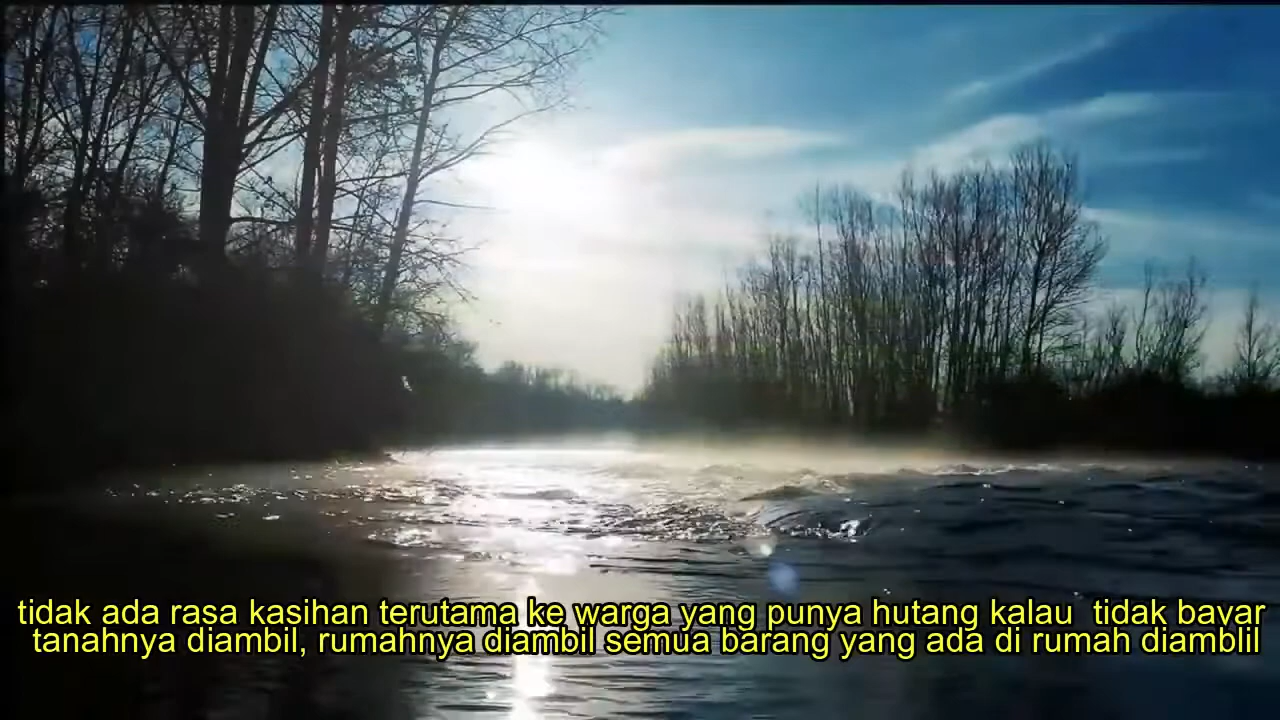 tidak ada rasa kasihan terutama ke warga yang punya hutang kalau tidak bayar
tanahnya diambil, rumahnya diambil semua barang yang ada di rumah diamblil